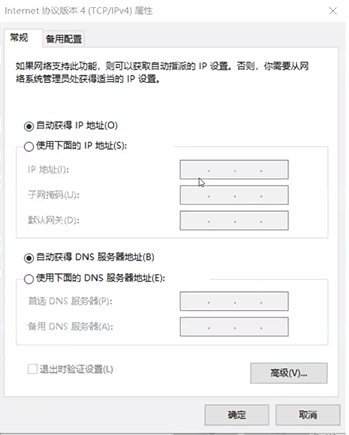 Internet 协议版本 4 (TCP/IPv4) 属性
常规 备用配置
如果网络支持此功能，则可以获取自动指派的 IP 设置。否则，你需要从网
络系统管理员处获得适当的 IP 设置。
自动获得 IP 地址(O)
使用下面的 IP 地址(S):
IP 地址(I):
子网掩码(U):
默认网关(D):
自动获得 DNS 服务器地址(B)
使用下面的 DNS 服务器地址(E):
首选 DNS 服务器(P):
备用 DNS 服务器(A):
退出时验证设置(L)
高级(V)...
确定 取消